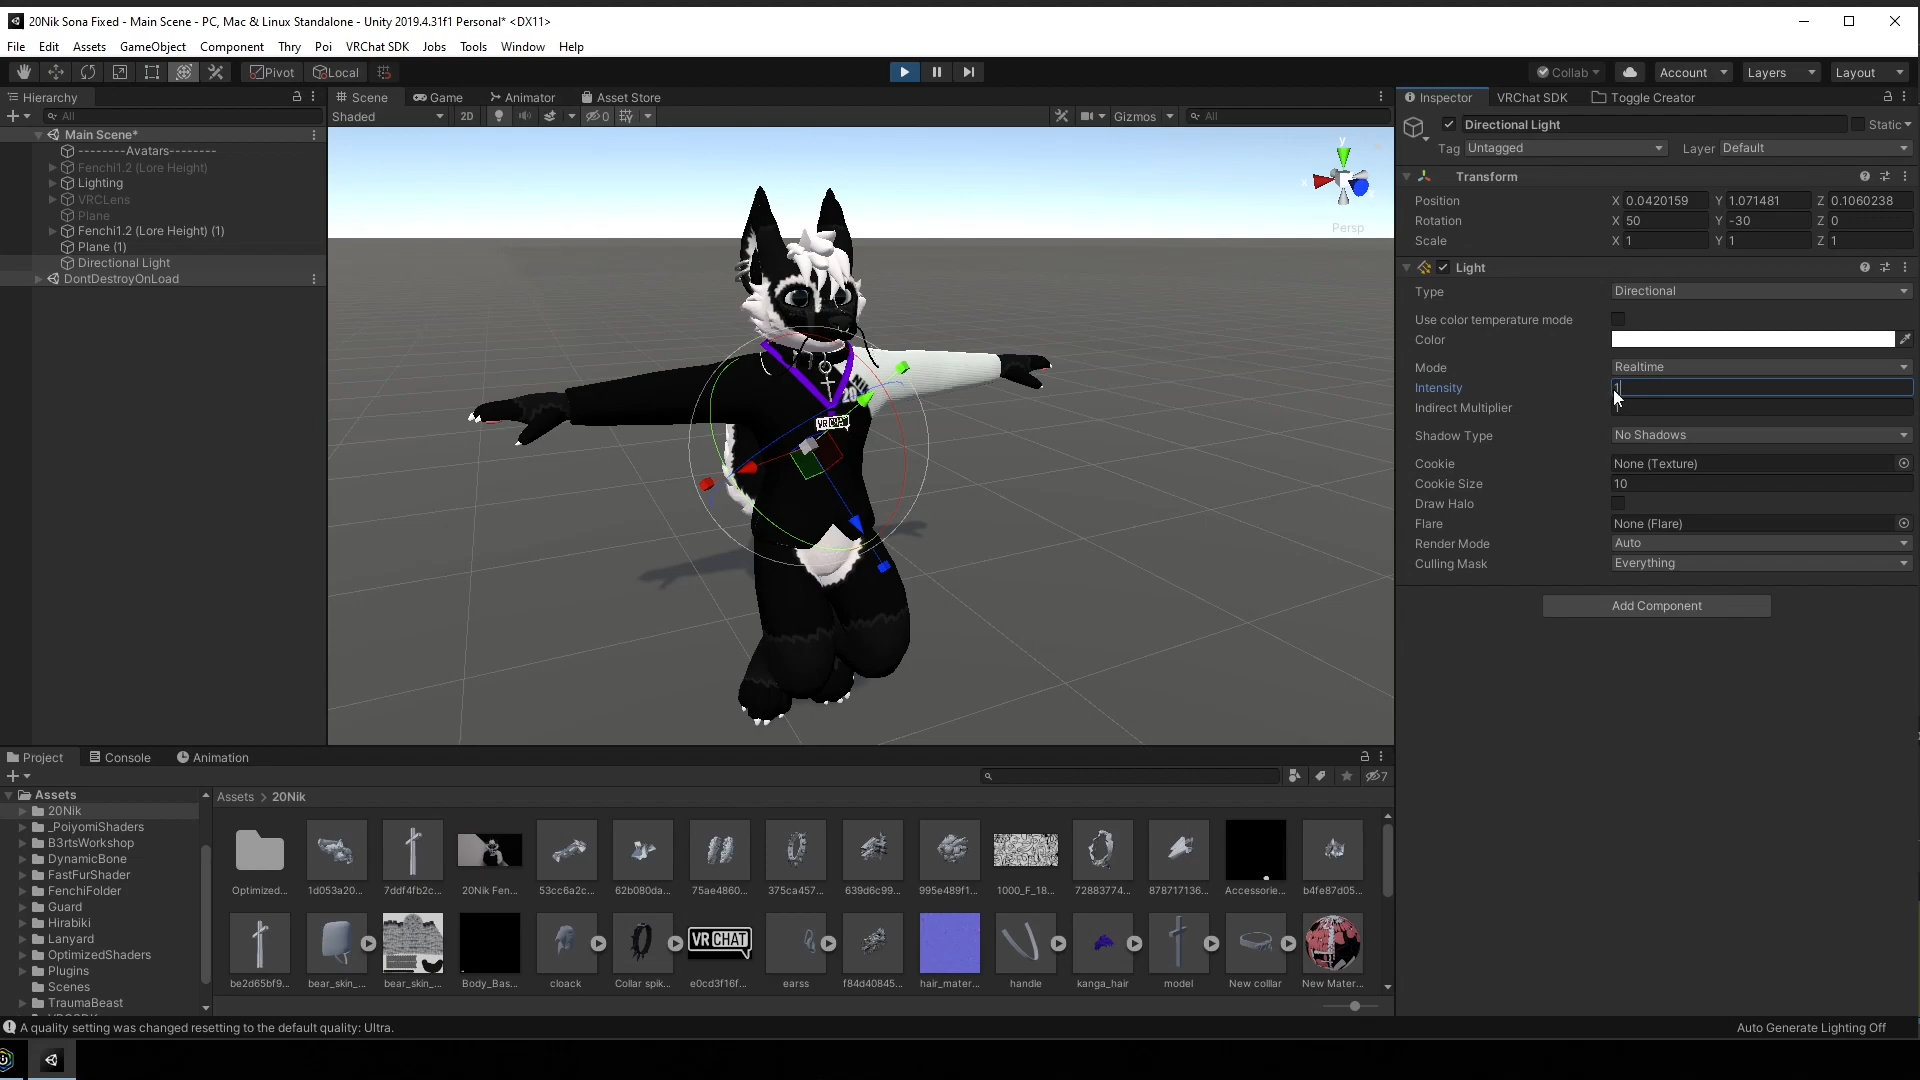 20Nik Sona Fixed - Main Scene - PC, Mac & Linux Standalone - Unity 2019.4.31f1 Personal* <DX11>
File Edit Assets GameObject Component Thry Poi VRChat SDK Jobs Tools Window Help
Pivot Local Collab Account Layers Layout
Hierarchy Scene Game Animator Asset Store Inspector VRChat SDK Toggle Creator
All Shaded 2D 0 Gizmos All
Directional Light Static
Tag Untagged Layer Default
Main Scene*
--------Avatars--------
Fenchi1.2 (Lore Height)
Lighting
VRCLens
Plane
Fenchi1.2 (Lore Height) (1)
Plane (1)
Directional Light
DontDestroyOnLoad
y
x
Persp
NIK
20
VRCHAT
Transform
Position X 0.0420159 Y 1.071481 Z 0.1060238
Rotation X 50 Y -30 Z 0
Scale X 1 Y 1 Z 1
Light
Type Directional
Use color temperature mode
Color
Mode Realtime
Intensity 1
Indirect Multiplier
Shadow Type No Shadows
Cookie None (Texture)
Cookie Size 10
Draw Halo
Flare None (Flare)
Render Mode Auto
Culling Mask Everything
Add Component
Project Console Animation
7
Assets
20Nik
_PoiyomiShaders
B3rtsWorkshop
DynamicBone
FastFurShader
FenchiFolder
Guard
Hirabiki
Lanyard
OptimizedShaders
Plugins
Scenes
TraumaBeast
Assets > 20Nik
Optimized... 1d053a20... 7ddf4fb2c... 20Nik Fen... 53cc6a2c... 62b080da... 75ae4860... 375ca457... 639d6c99... 995e489f1... 1000_F_18... 72883774... 878717136... Accessorie... b4fe87d05...
VRCHAT
be2d65bf9... bear_skin_... bear_skin_... Body_Bas... cloack Collar spik... e0cd3f16f... earss f84d40845... hair_mater... handle kanga_hair model New colllar New Mater...
A quality setting was changed resetting to the default quality: Ultra.
Auto Generate Lighting Off